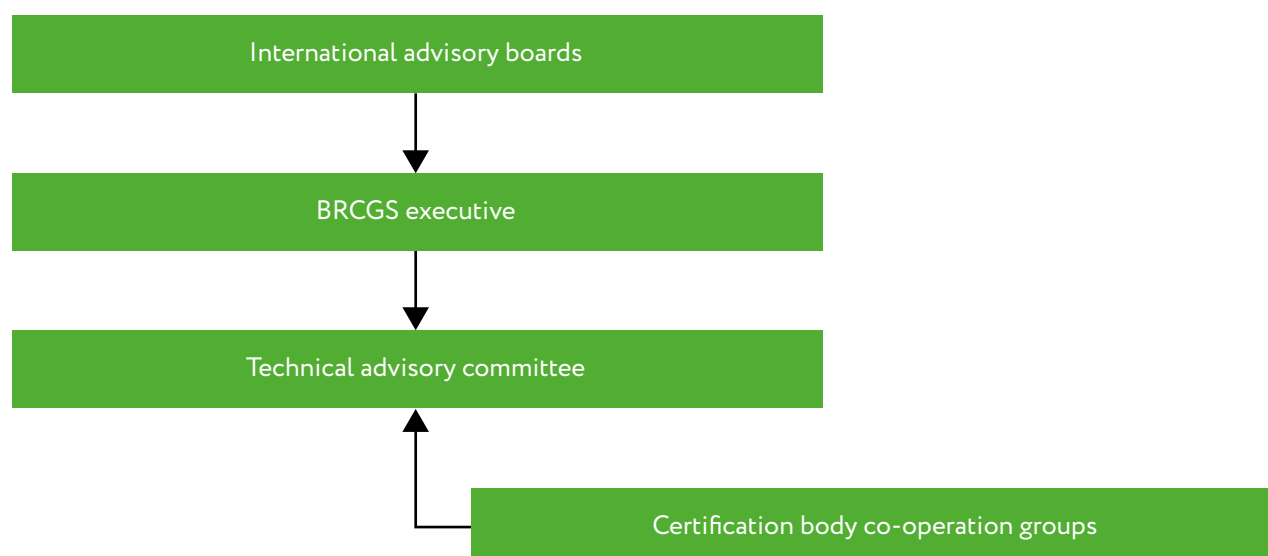 International advisory boards
BRCGS executive
Technical advisory committee
Certification body co-operation groups